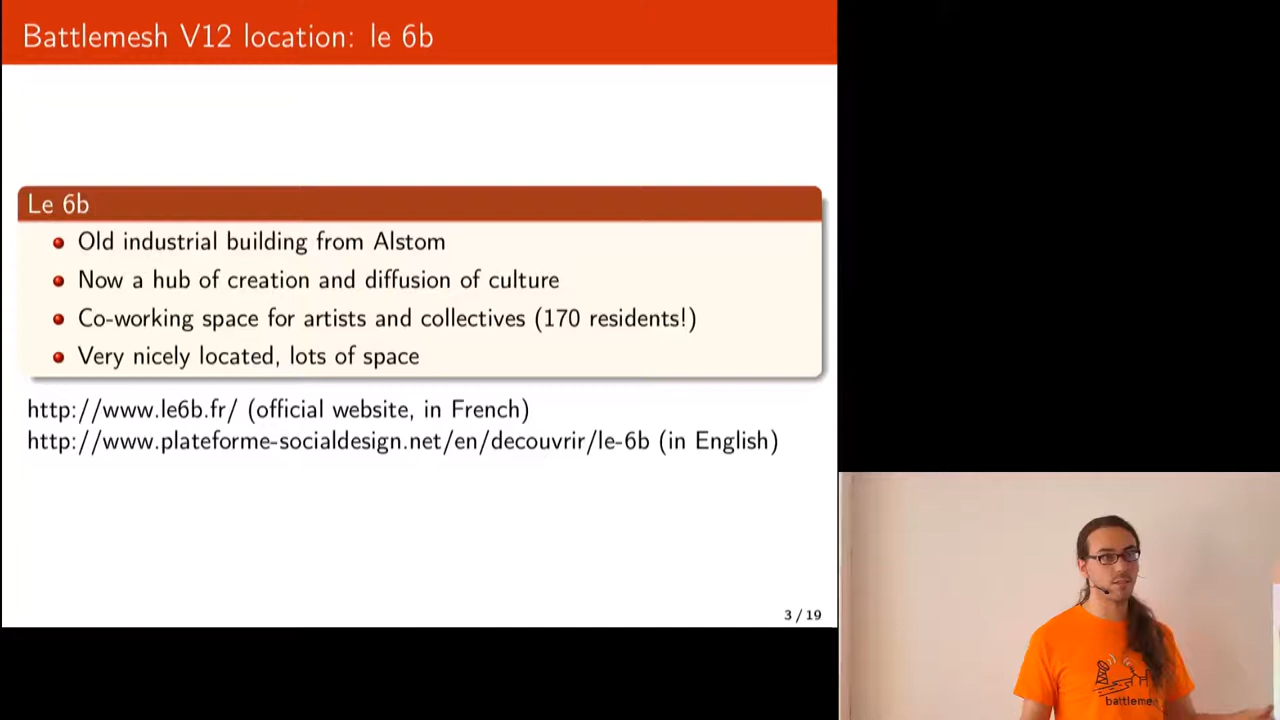 Battlemesh V12 location: le 6b
Le 6b
Old industrial building from Alstom
Now a hub of creation and diffusion of culture
Co-working space for artists and collectives (170 residents!)
Very nicely located, lots of space
http://www.le6b.fr/ (official website, in French)
http://www.plateforme-socialdesign.net/en/decouvrir/le-6b (in English)
3 / 19
battleme